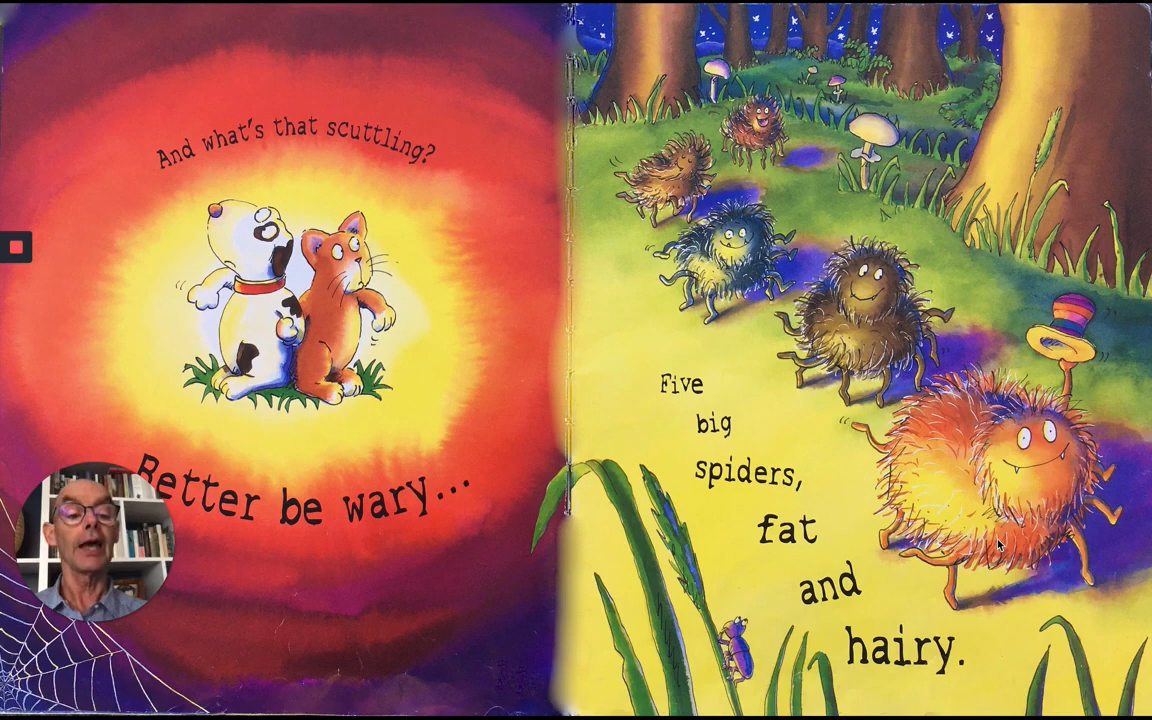 And what's that scuttling?
Better be wary...
Five
big
spiders,
fat
and
hairy.